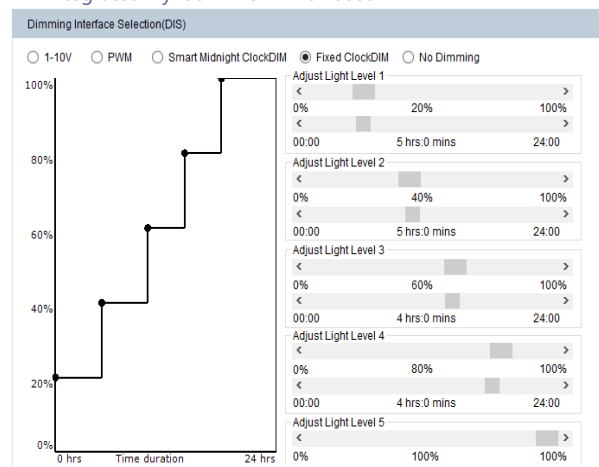 Dimming Interface Selection(DIS)
1-10V PWM Smart Midnight ClockDIM Fixed ClockDIM No Dimming
100%
80%
60%
40%
20%
0%
0 hrs Time duration 24 hrs
Adjust Light Level 1
0% 20% 100%
00:00 5 hrs:0 mins 24:00
Adjust Light Level 2
0% 40% 100%
00:00 5 hrs:0 mins 24:00
Adjust Light Level 3
0% 60% 100%
00:00 4 hrs:0 mins 24:00
Adjust Light Level 4
0% 80% 100%
00:00 4 hrs:0 mins 24:00
Adjust Light Level 5
0% 100% 100%